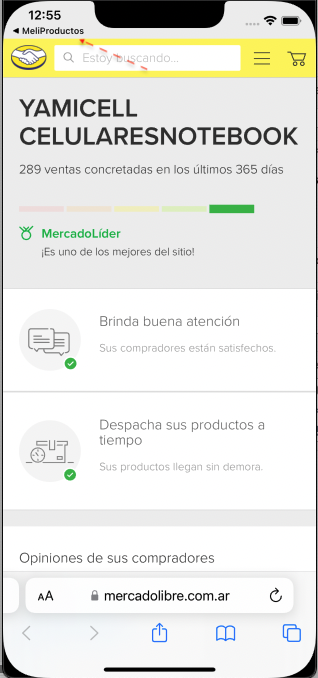 12:55
◀ MeliProductos
Estoy buscando...
YAMICELL
CELULARESNOTEBOOK
289 ventas concretadas en los últimos 365 días
MercadoLíder
¡Es uno de los mejores del sitio!
Brinda buena atención
Sus compradores están satisfechos.
Despacha sus productos a
tiempo
Sus productos llegan sin demora.
Opiniones de sus compradores
AA
mercadolibre.com.ar